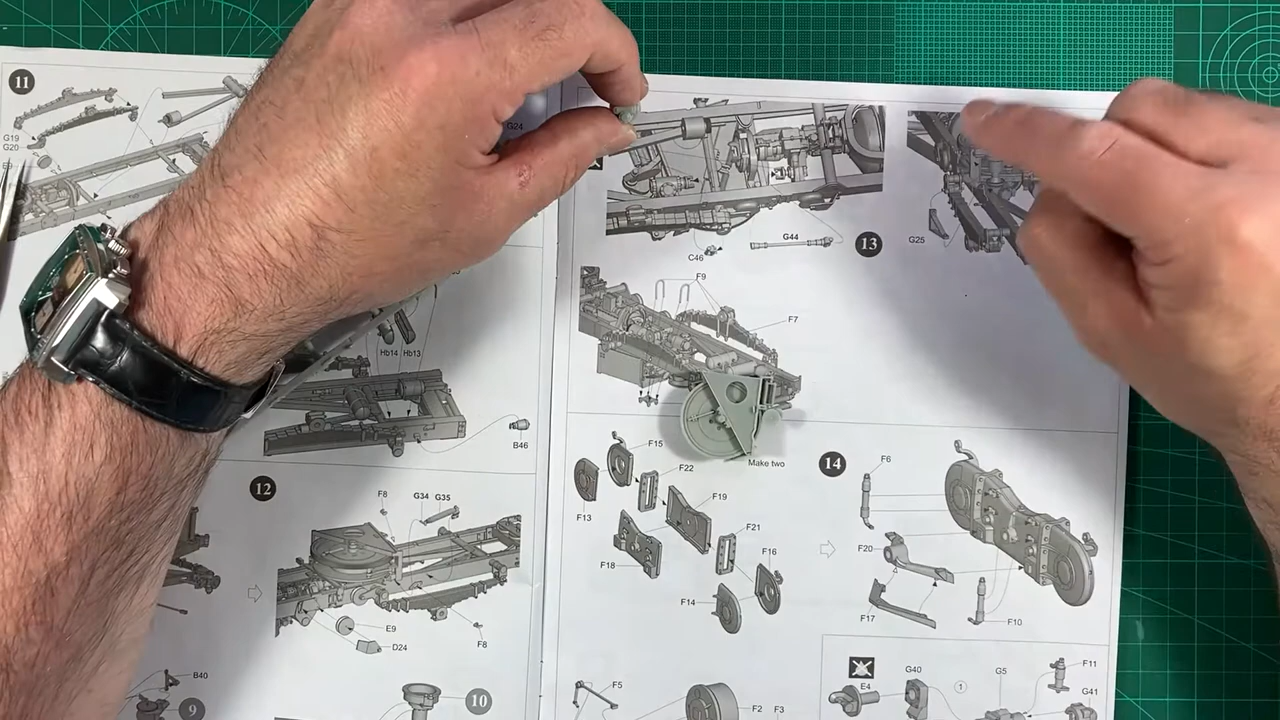 11
G19
G20
G24
Hb14 Hb13
B46
12
F8
G34 G35
E9
D24
F8
B40
9
10
G44
13
C46
G25
F9
F7
Make two
14
F15
F22
F13
F19
F21
F18
F16
F14
F6
F20
F17
F10
F5
F2 F3
E4
G40
1
G5
F11
G41